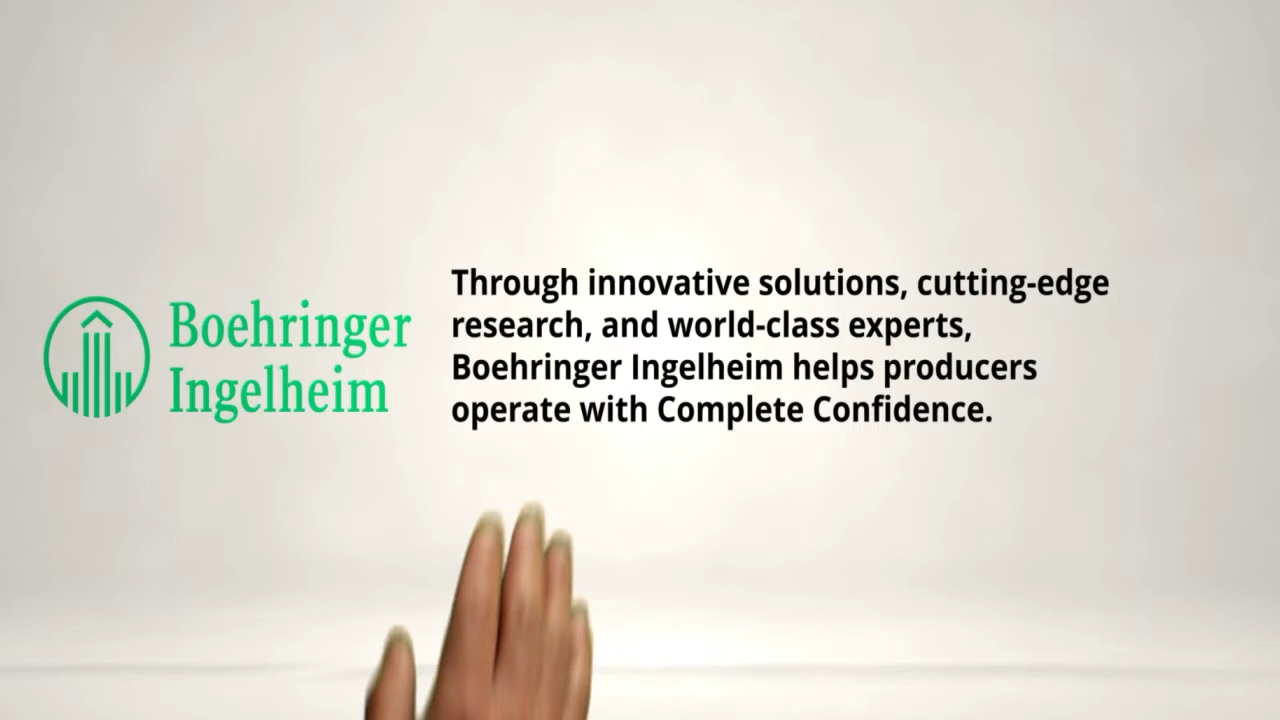 Boehringer
Ingelheim
Through innovative solutions, cutting-edge
research, and world-class experts,
Boehringer Ingelheim helps producers
operate with Complete Confidence.